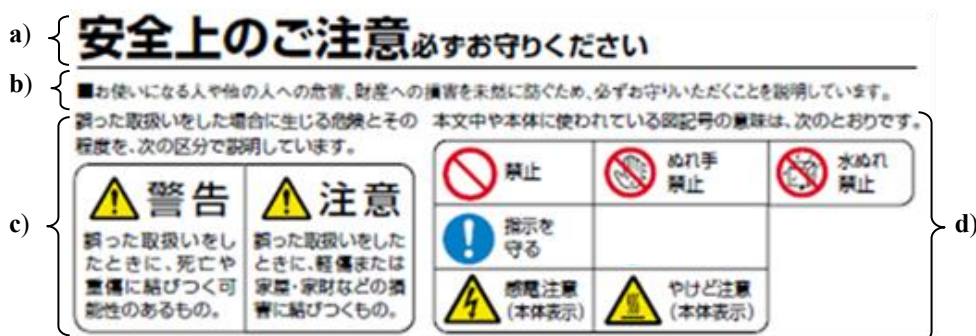 a)
安全上のご注意必ずお守りください
b)
■お使いになる人や他の人への危害、財産への損害を未然に防ぐため、必ずお守りいただくことを説明しています。
c)
誤った取扱いをした場合に生じる危険とその
程度を、次の区分で説明しています。
警告
誤った取扱いをし
たときに、死亡や
重傷に結びつく可
能性のあるもの。
注意
誤った取扱いをした
ときに、軽傷または
家屋・家財などの損
害に結びつくもの。
d)
本文中や本体に使われている図記号の意味は、次のとおりです。
禁止
ぬれ手
禁止
水ぬれ
禁止
指示を
守る
感電注意
(本体表示)
やけど注意
(本体表示)